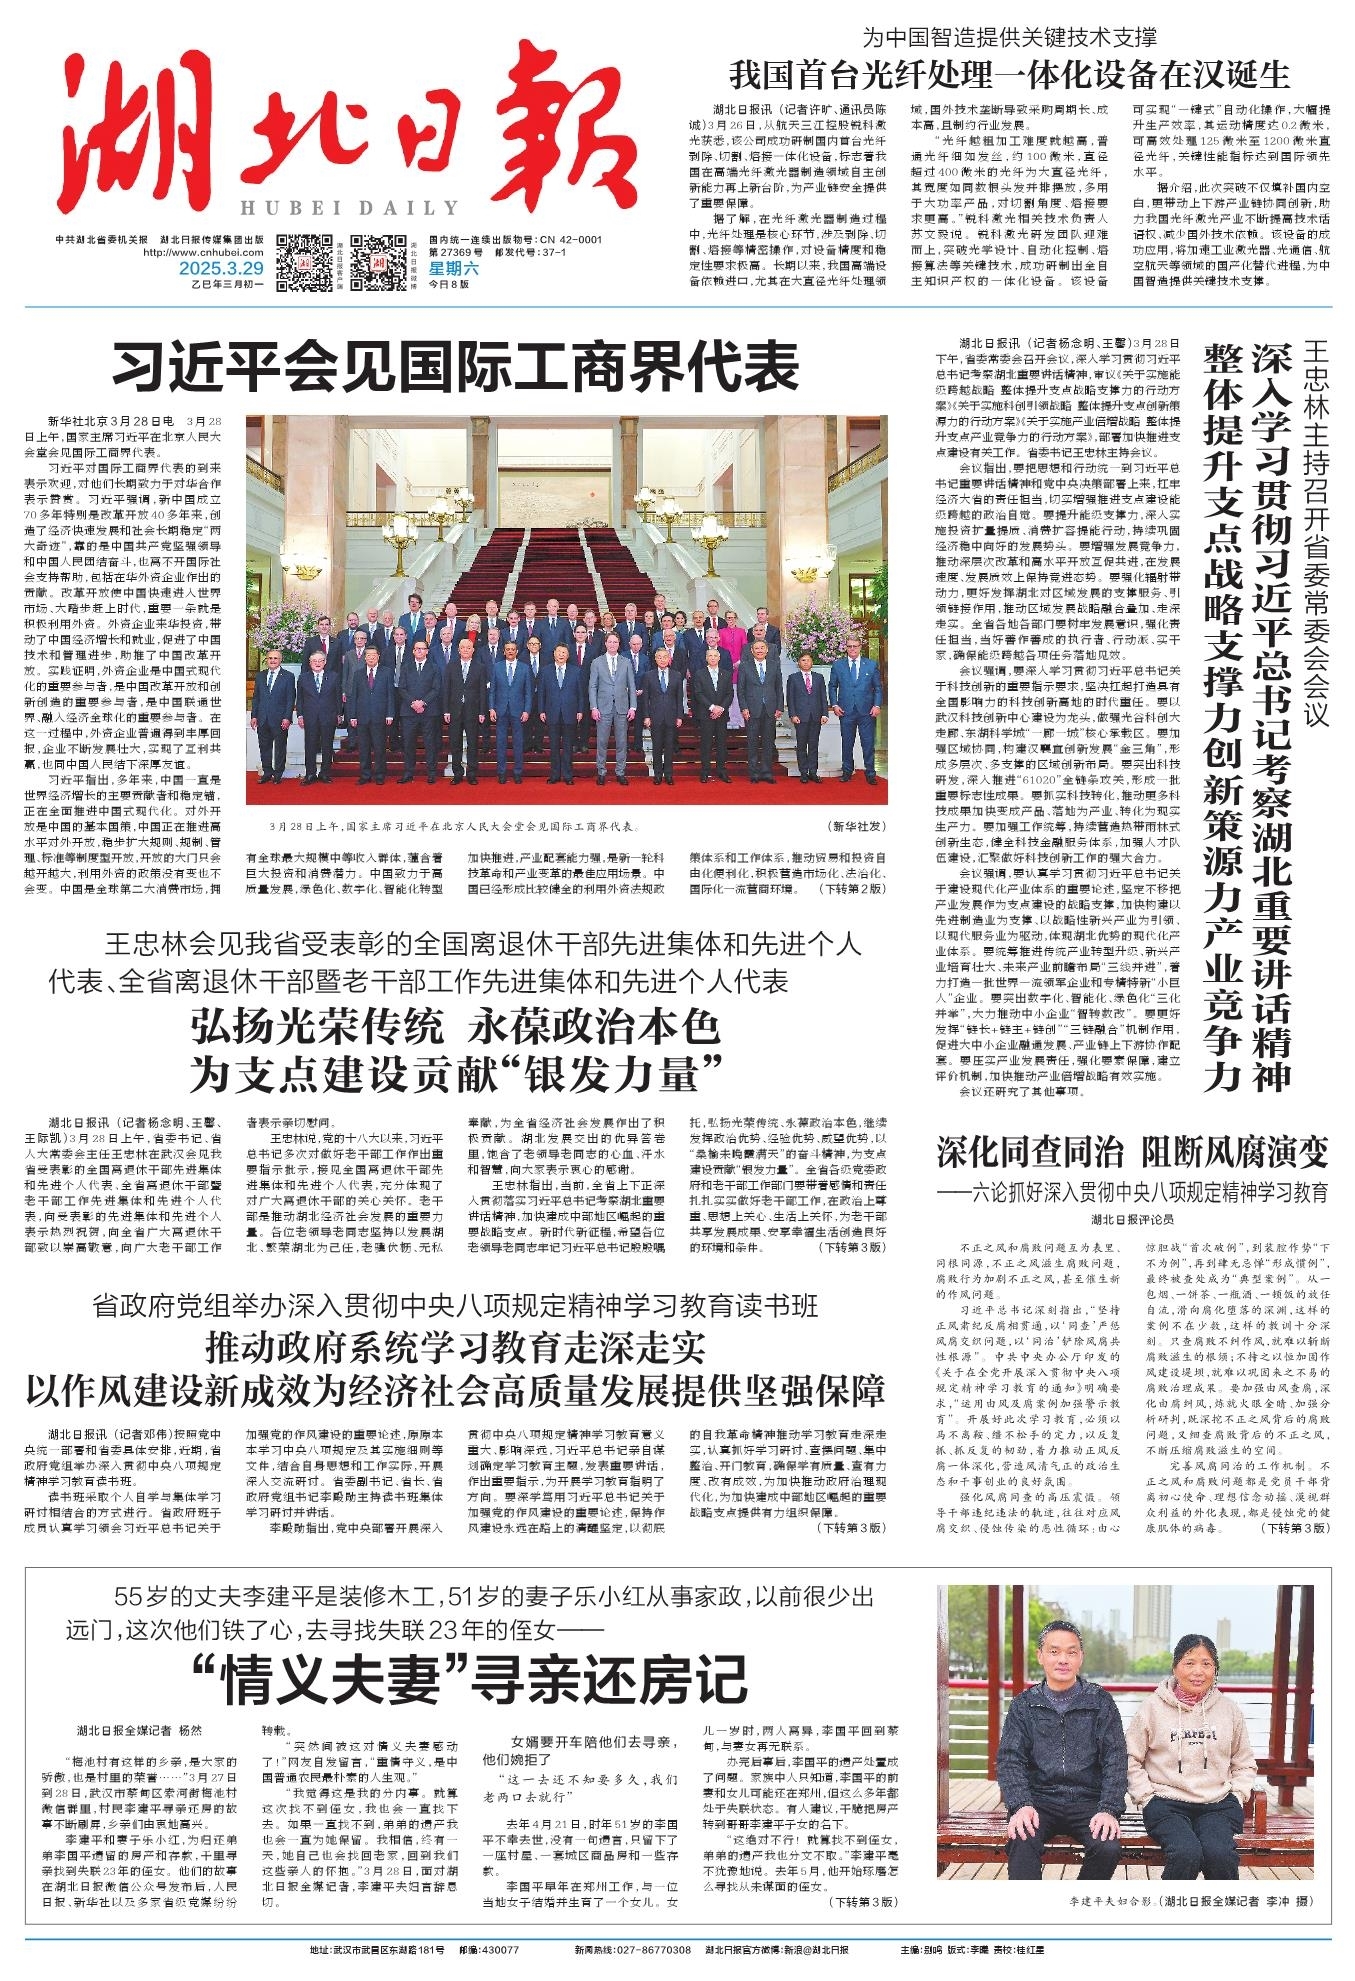 湖北日報
HUBEI DAILY
中共湖北省委机关报 湖北日报传媒集团出版
http://www.cnhubei.com
2025.3.29
乙巳年三月初一
湖北日报客户端
湖北日报微博
国内统一连续出版物号：CN 42-0001
第27369号 邮发代号：37-1
星期六
今日8版
为中国智造提供关键技术支撑
我国首台光纤处理一体化设备在汉诞生
湖北日报讯（记者许旷、通讯员陈
诚）3月26日，从航天三江控股锐科激
光获悉，该公司成功研制国内首台光纤
剥除、切割、熔接一体化设备，标志着我
国在高端光纤激光器制造领域自主创
新能力再上新台阶，为产业链安全提供
了重要保障。
据了解，在光纤激光器制造过程
中，光纤处理是核心环节，涉及剥除、切
割、熔接等精密操作，对设备精度和稳
定性要求极高。长期以来，我国高端设
备依赖进口，尤其在大直径光纤处理领
域，国外技术垄断导致采购周期长、成
本高，且制约行业发展。
“光纤越粗加工难度就越高，普
通光纤细如发丝，约100微米，直径
超过400微米的光纤为大直径光纤，
其宽度如同数根头发并排摆放，多用
于大功率产品，对切割角度、熔接要
求更高。”锐科激光相关技术负责人
苏文毅说。锐科激光研发团队迎难
而上，突破光学设计、自动化控制、熔
接算法等关键技术，成功研制出全自
主知识产权的一体化设备。该设备
可实现“一键式”自动化操作，大幅提
升生产效率，其运动精度达0.2微米，
可高效处理125微米至1200微米直
径光纤，关键性能指标达到国际领先
水平。
据介绍，此次突破不仅填补国内空
白，更带动上下游产业链协同创新，助
力我国光纤激光产业不断提高技术话
语权、减少国外技术依赖。该设备的成
功应用，将加速工业激光器、光通信、航
空航天等领域的国产化替代进程，为中
国智造提供关键技术支撑。
习近平会见国际工商界代表
新华社北京3月28日电 3月28
日上午，国家主席习近平在北京人民大
会堂会见国际工商界代表。
习近平对国际工商界代表的到来
表示欢迎，对他们长期致力于对华合作
表示赞赏。习近平强调，新中国成立
70多年特别是改革开放40多年来，创
造了经济快速发展和社会长期稳定“两
大奇迹”，靠的是中国共产党坚强领导
和中国人民团结奋斗，也离不开国际社
会支持帮助，包括在华外资企业作出的
贡献。改革开放使中国快速进入世界
市场、大踏步赶上时代，重要一条就是
积极利用外资。外资企业来华投资，带
动了中国经济增长和就业，促进了中国
技术和管理进步，助推了中国改革开
放。实践证明，外资企业是中国式现代
化的重要参与者，是中国改革开放和创
新创造的重要参与者，是中国联通世
界、融入经济全球化的重要参与者。在
这一过程中，外资企业普遍得到丰厚回
报，企业不断发展壮大，实现了互利共
赢，也同中国人民结下深厚友谊。
习近平指出，多年来，中国一直是
世界经济增长的主要贡献者和稳定锚，
正在全面推进中国式现代化。对外开
放是中国的基本国策，中国正在推进高
水平对外开放，稳步扩大规则、规制、管
理、标准等制度型开放，开放的大门只会
越开越大，利用外资的政策没有变也不
会变。中国是全球第二大消费市场，拥
3月28日上午，国家主席习近平在北京人民大会堂会见国际工商界代表。 （新华社发）
有全球最大规模中等收入群体，蕴含着
巨大投资和消费潜力。中国致力于高
质量发展，绿色化、数字化、智能化转型
加快推进，产业配套能力强，是新一轮科
技革命和产业变革的最佳应用场景。中
国已经形成比较健全的利用外资法规政
策体系和工作体系，推动贸易和投资自
由化便利化，积极营造市场化、法治化、
国际化一流营商环境。 （下转第2版）
王忠林主持召开省委常委会会议
深入学习贯彻习近平总书记考察湖北重要讲话精神
整体提升支点战略支撑力创新策源力产业竞争力
湖北日报讯（记者杨念明、王馨）3月28日
下午，省委常委会召开会议，深入学习贯彻习近平
总书记考察湖北重要讲话精神，审议《关于实施能
级跨越战略 整体提升支点战略支撑力的行动方
案》《关于实施科创引领战略 整体提升支点创新策
源力的行动方案》《关于实施产业倍增战略 整体提
升支点产业竞争力的行动方案》，部署加快推进支
点建设有关工作。省委书记王忠林主持会议。
会议指出，要把思想和行动统一到习近平总
书记重要讲话精神和党中央决策部署上来，扛牢
经济大省的责任担当，切实增强推进支点建设能
级跨越的政治自觉。要提升能级支撑力，深入实
施投资扩量提质、消费扩容提能行动，持续巩固
经济稳中向好的发展势头。要增强发展竞争力，
推动深层次改革和高水平开放互促共进，在发展
速度、发展质效上保持竞进态势。要强化辐射带
动力，更好发挥湖北对区域发展的支撑服务、引
领链接作用，推动区域发展战略融合叠加、走深
走实。全省各地各部门要树牢发展意识，强化责
任担当，当好善作善成的执行者、行动派、实干
家，确保能级跨越各项任务落地见效。
会议强调，要深入学习贯彻习近平总书记关
于科技创新的重要指示要求，坚决扛起打造具有
全国影响力的科技创新高地的时代重任。要以
武汉科技创新中心建设为龙头，做强光谷科创大
走廊、东湖科学城“一廊一城”核心承载区。要加
强区域协同，构建汉襄宜创新发展“金三角”，形
成多层次、多支撑的区域创新布局。要突出科技
研发，深入推进“61020”全链条攻关，形成一批
重要标志性成果。要抓实科技转化，推动更多科
技成果加快变成产品、落地为产业、转化为现实
生产力。要加强工作统筹，持续营造热带雨林式
创新生态，健全科技金融服务体系，加强人才队
伍建设，汇聚做好科技创新工作的强大合力。
会议强调，要认真学习贯彻习近平总书记关
于建设现代化产业体系的重要论述，坚定不移把
产业发展作为支点建设的战略支撑，加快构建以
先进制造业为支撑、以战略性新兴产业为引领、
以现代服务业为驱动，体现湖北优势的现代化产
业体系。要统筹推进传统产业转型升级、新兴产
业培育壮大、未来产业前瞻布局“三线并进”，着
力打造一批世界一流领军企业和专精特新“小巨
人”企业。要突出数字化、智能化、绿色化“三化
并举”，大力推动中小企业“智转数改”。要更好
发挥“链长+链主+链创”“三链融合”机制作用，
促进大中小企业融通发展、产业链上下游协作配
套。要压实产业发展责任，强化要素保障，建立
评价机制，加快推动产业倍增战略有效实施。
会议还研究了其他事项。
王忠林会见我省受表彰的全国离退休干部先进集体和先进个人
代表、全省离退休干部暨老干部工作先进集体和先进个人代表
弘扬光荣传统 永葆政治本色
为支点建设贡献“银发力量”
湖北日报讯（记者杨念明、王馨、
王际凯）3月28日上午，省委书记、省
人大常委会主任王忠林在武汉会见我
省受表彰的全国离退休干部先进集体
和先进个人代表、全省离退休干部暨
老干部工作先进集体和先进个人代
表，向受表彰的先进集体和先进个人
表示热烈祝贺，向全省广大离退休干
部致以崇高敬意，向广大老干部工作
者表示亲切慰问。
王忠林说，党的十八大以来，习近平
总书记多次对做好老干部工作作出重
要指示批示，接见全国离退休干部先
进集体和先进个人代表，充分体现了
对广大离退休干部的关心关怀。老干
部是推动湖北经济社会发展的重要力
量。各位老领导老同志坚持以发展湖
北、繁荣湖北为己任，老骥伏枥、无私
奉献，为全省经济社会发展作出了积
极贡献。湖北发展交出的优异答卷
里，饱含了老领导老同志的心血、汗水
和智慧，向大家表示衷心的感谢。
王忠林指出，当前，全省上下正深
入贯彻落实习近平总书记考察湖北重要
讲话精神，加快建成中部地区崛起的重
要战略支点。新时代新征程，希望各位
老领导老同志牢记习近平总书记殷殷嘱
托，弘扬光荣传统、永葆政治本色，继续
发挥政治优势、经验优势、威望优势，以
“桑榆未晚霞满天”的奋斗精神，为支点
建设贡献“银发力量”。全省各级党委政
府和老干部工作部门要带着感情和责任
扎扎实实做好老干部工作，在政治上尊
重、思想上关心、生活上关怀，为老干部
共享发展成果、安享幸福生活创造良好
的环境和条件。 （下转第3版）
省政府党组举办深入贯彻中央八项规定精神学习教育读书班
推动政府系统学习教育走深走实
以作风建设新成效为经济社会高质量发展提供坚强保障
湖北日报讯（记者邓伟）按照党中
央统一部署和省委具体安排，近期，省
政府党组举办深入贯彻中央八项规定
精神学习教育读书班。
读书班采取个人自学与集体学习
研讨相结合的方式进行。省政府班子
成员认真学习领会习近平总书记关于
加强党的作风建设的重要论述，原原本
本学习中央八项规定及其实施细则等
文件，结合自身思想和工作实际，开展
深入交流研讨。省委副书记、省长、省
政府党组书记李殿勋主持读书班集体
学习研讨并讲话。
李殿勋指出，党中央部署开展深入
贯彻中央八项规定精神学习教育意义
重大、影响深远，习近平总书记亲自谋
划确定学习教育主题，发表重要讲话，
作出重要指示，为开展学习教育指明了
方向。要深学笃用习近平总书记关于
加强党的作风建设的重要论述，保持作
风建设永远在路上的清醒坚定，以彻底
的自我革命精神推动学习教育走深走
实，认真抓好学习研讨、查摆问题、集中
整治、开门教育，确保学有质量、查有力
度、改有成效，为加快推动政府治理现
代化，为加快建成中部地区崛起的重要
战略支点提供有力组织保障。
（下转第3版）
深化同查同治 阻断风腐演变
——六论抓好深入贯彻中央八项规定精神学习教育
湖北日报评论员
不正之风和腐败问题互为表里、
同根同源，不正之风滋生腐败问题，
腐败行为加剧不正之风，甚至催生新
的作风问题。
习近平总书记深刻指出，“坚持
正风肃纪反腐相贯通，以‘同查’严惩
风腐交织问题，以‘同治’铲除风腐共
性根源”。中共中央办公厅印发的
《关于在全党开展深入贯彻中央八项
规定精神学习教育的通知》明确要
求，“运用由风及腐案例加强警示教
育”。开展好此次学习教育，必须以
马不离鞍、缰不松手的定力，以反复
抓、抓反复的韧劲，着力推动正风反
腐一体深化，营造风清气正的政治生
态和干事创业的良好氛围。
强化风腐同查的高压震慑。领
导干部违纪违法的轨迹，往往对应风
腐交织、侵蚀传染的恶性循环：由心
惊胆战“首次破例”，到装腔作势“下
不为例”，再到肆无忌惮“形成惯例”，
最终被查处成为“典型案例”。从一
包烟、一饼茶、一瓶酒、一顿饭的放任
自流，滑向腐化堕落的深渊，这样的
案例不在少数，这样的教训十分深
刻。只查腐败不纠作风，就难以斩断
腐败滋生的根须；不持之以恒加固作
风建设堤坝，就难以巩固来之不易的
腐败治理成果。要加强由风查腐，深
化由腐纠风，炼就火眼金睛、加强分
析研判，既深挖不正之风背后的腐败
问题，又细查腐败背后的不正之风，
不断压缩腐败滋生的空间。
完善风腐同治的工作机制。不
正之风和腐败问题都是党员干部背
离初心使命、理想信念动摇、漠视群
众利益的外化表现，都是侵蚀党的健
康肌体的病毒。 （下转第3版）
55岁的丈夫李建平是装修木工，51岁的妻子乐小红从事家政，以前很少出
远门，这次他们铁了心，去寻找失联23年的侄女——
“情义夫妻”寻亲还房记
湖北日报全媒记者 杨然
“梅池村有这样的乡亲，是大家的
骄傲，也是村里的荣誉……”3月27日
到28日，武汉市蔡甸区索河街梅池村
微信群里，村民李建平寻亲还房的故
事不断刷屏，乡亲们由衷地高兴。
李建平和妻子乐小红，为归还弟
弟李国平遗留的房产和存款，千里寻
亲找到失联23年的侄女。他们的故事
在湖北日报微信公众号发布后，人民
日报、新华社以及多家省级党媒纷纷
转载。
“突然间被这对情义夫妻感动
了！”网友自发留言，“重情守义，是中
国普通农民最朴素的人生观。”
“我觉得这是我的分内事。就算
这次找不到侄女，我也会一直找下
去。如果一直找不到，弟弟的遗产我
也会一直为她保留。我相信，终有一
天，她自己也会找回老家，回到我们
这些亲人的怀抱。”3月28日，面对湖
北日报全媒记者，李建平夫妇言辞恳
切。
女婿要开车陪他们去寻亲，
他们婉拒了
“这一去还不知要多久，我们
老两口去就行”
去年4月21日，时年51岁的李国
平不幸去世，没有一句遗言，只留下了
一座村屋、一套城区商品房和一些存
款。
李国平早年在郑州工作，与一位
当地女子结婚并生育了一个女儿。女
儿一岁时，两人离异，李国平回到蔡
甸，与妻女再无联系。
办完后事后，李国平的遗产处置成
了问题。家族中人只知道，李国平的前
妻和女儿可能还在郑州，但这么多年都
处于失联状态。有人建议，干脆把房产
转到哥哥李建平子女的名下。
“这绝对不行！就算找不到侄女，
弟弟的遗产我也分文不取。”李建平毫
不犹豫地说。去年5月，他开始琢磨怎
么寻找从未谋面的侄女。
（下转第3版）
李建平夫妇合影。（湖北日报全媒记者 李冲 摄）
地址：武汉市武昌区东湖路181号 邮编：430077 新闻热线：027-86770308 湖北日报官方微博：新浪@湖北日报 主编：别鸣 版式：李曙 责校：桂红星